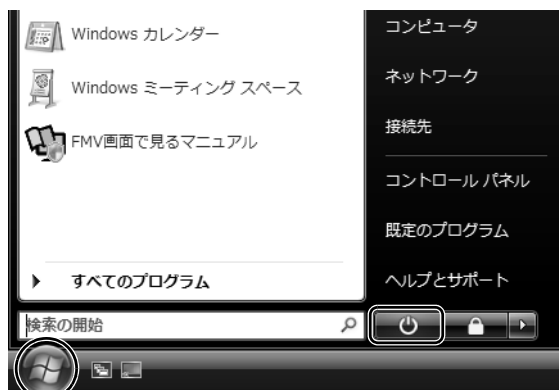 Windows カレンダー
Windows ミーティング スペース
FMV画面で見るマニュアル
すべてのプログラム
検索の開始
コンピュータ
ネットワーク
接続先
コントロール パネル
既定のプログラム
ヘルプとサポート